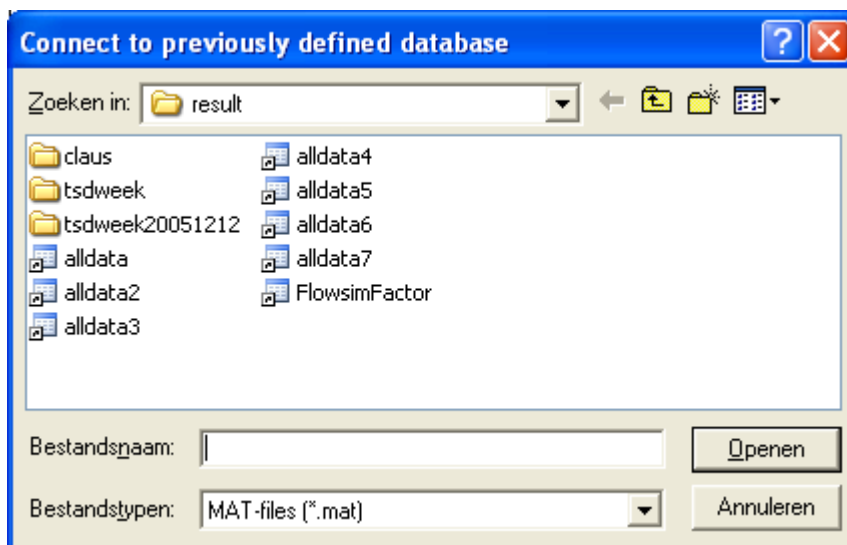 Connect to previously defined database
Zoeken in: result
claus
tsdweek
tsdweek20051212
alldata
alldata2
alldata3
alldata4
alldata5
alldata6
alldata7
FlowsimFactor
Bestandsnaam:
Openen
Bestandstypen: MAT-files (*.mat)
Annuleren